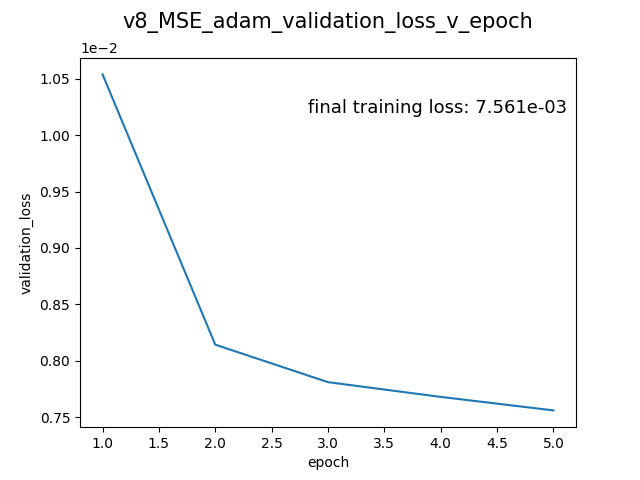 v8_MSE_adam_validation_loss_v_epoch
1e−2
final training loss: 7.561e-03
1.05
1.00
0.95
0.90
0.85
0.80
0.75
validation_loss
1.0 1.5 2.0 2.5 3.0 3.5 4.0 4.5 5.0
epoch